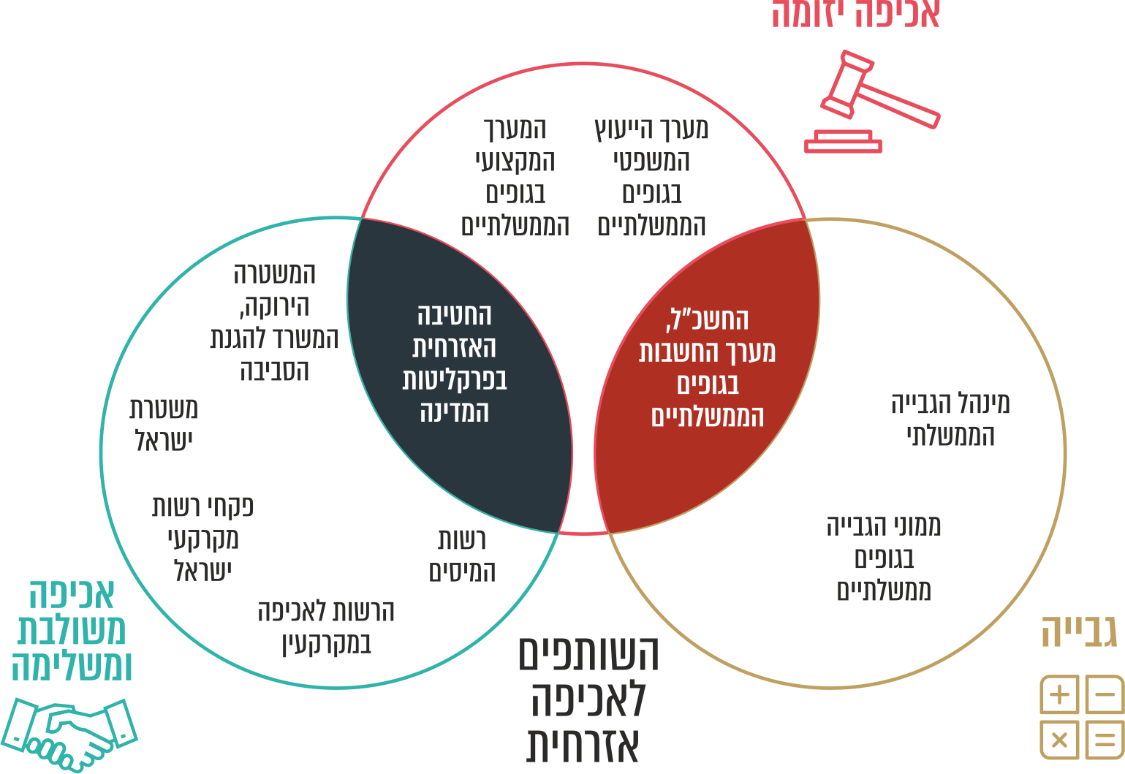 אכיפה יזומה
מערך הייעוץ
המשפטי
בגופים
הממשלתיים
המערך
המקצועי
בגופים
הממשלתיים
החשכ"ל,
מערך החשבות
בגופים
הממשלתיים
החטיבה
האזרחית
בפרקליטות
המדינה
המשטרה
הירוקה,
המשרד להגנת
הסביבה
משטרת
ישראל
פקחי רשות
מקרקעי
ישראל
רשות
המיסים
הרשות לאכיפה
במקרקעין
מינהל הגבייה
הממשלתי
ממוני הגבייה
בגופים
ממשלתיים
גבייה
אכיפה
משולבת
ומשלימה
השותפים
לאכיפה
אזרחית